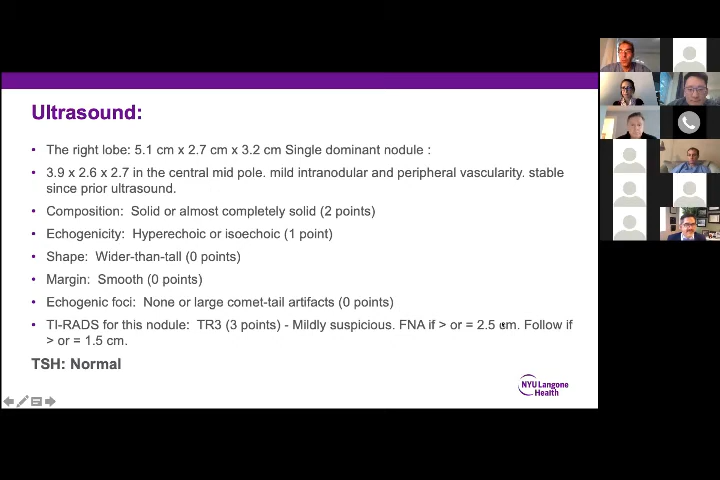 Ultrasound:
• The right lobe: 5.1 cm x 2.7 cm x 3.2 cm Single dominant nodule :
• 3.9 x 2.6 x 2.7 in the central mid pole. mild intranodular and peripheral vascularity. stable
since prior ultrasound.
• Composition: Solid or almost completely solid (2 points)
• Echogenicity: Hyperechoic or isoechoic (1 point)
• Shape: Wider-than-tall (0 points)
• Margin: Smooth (0 points)
• Echogenic foci: None or large comet-tail artifacts (0 points)
• TI-RADS for this nodule: TR3 (3 points) - Mildly suspicious. FNA if > or = 2.5 cm. Follow if
> or = 1.5 cm.
TSH: Normal
NYU Langone
Health